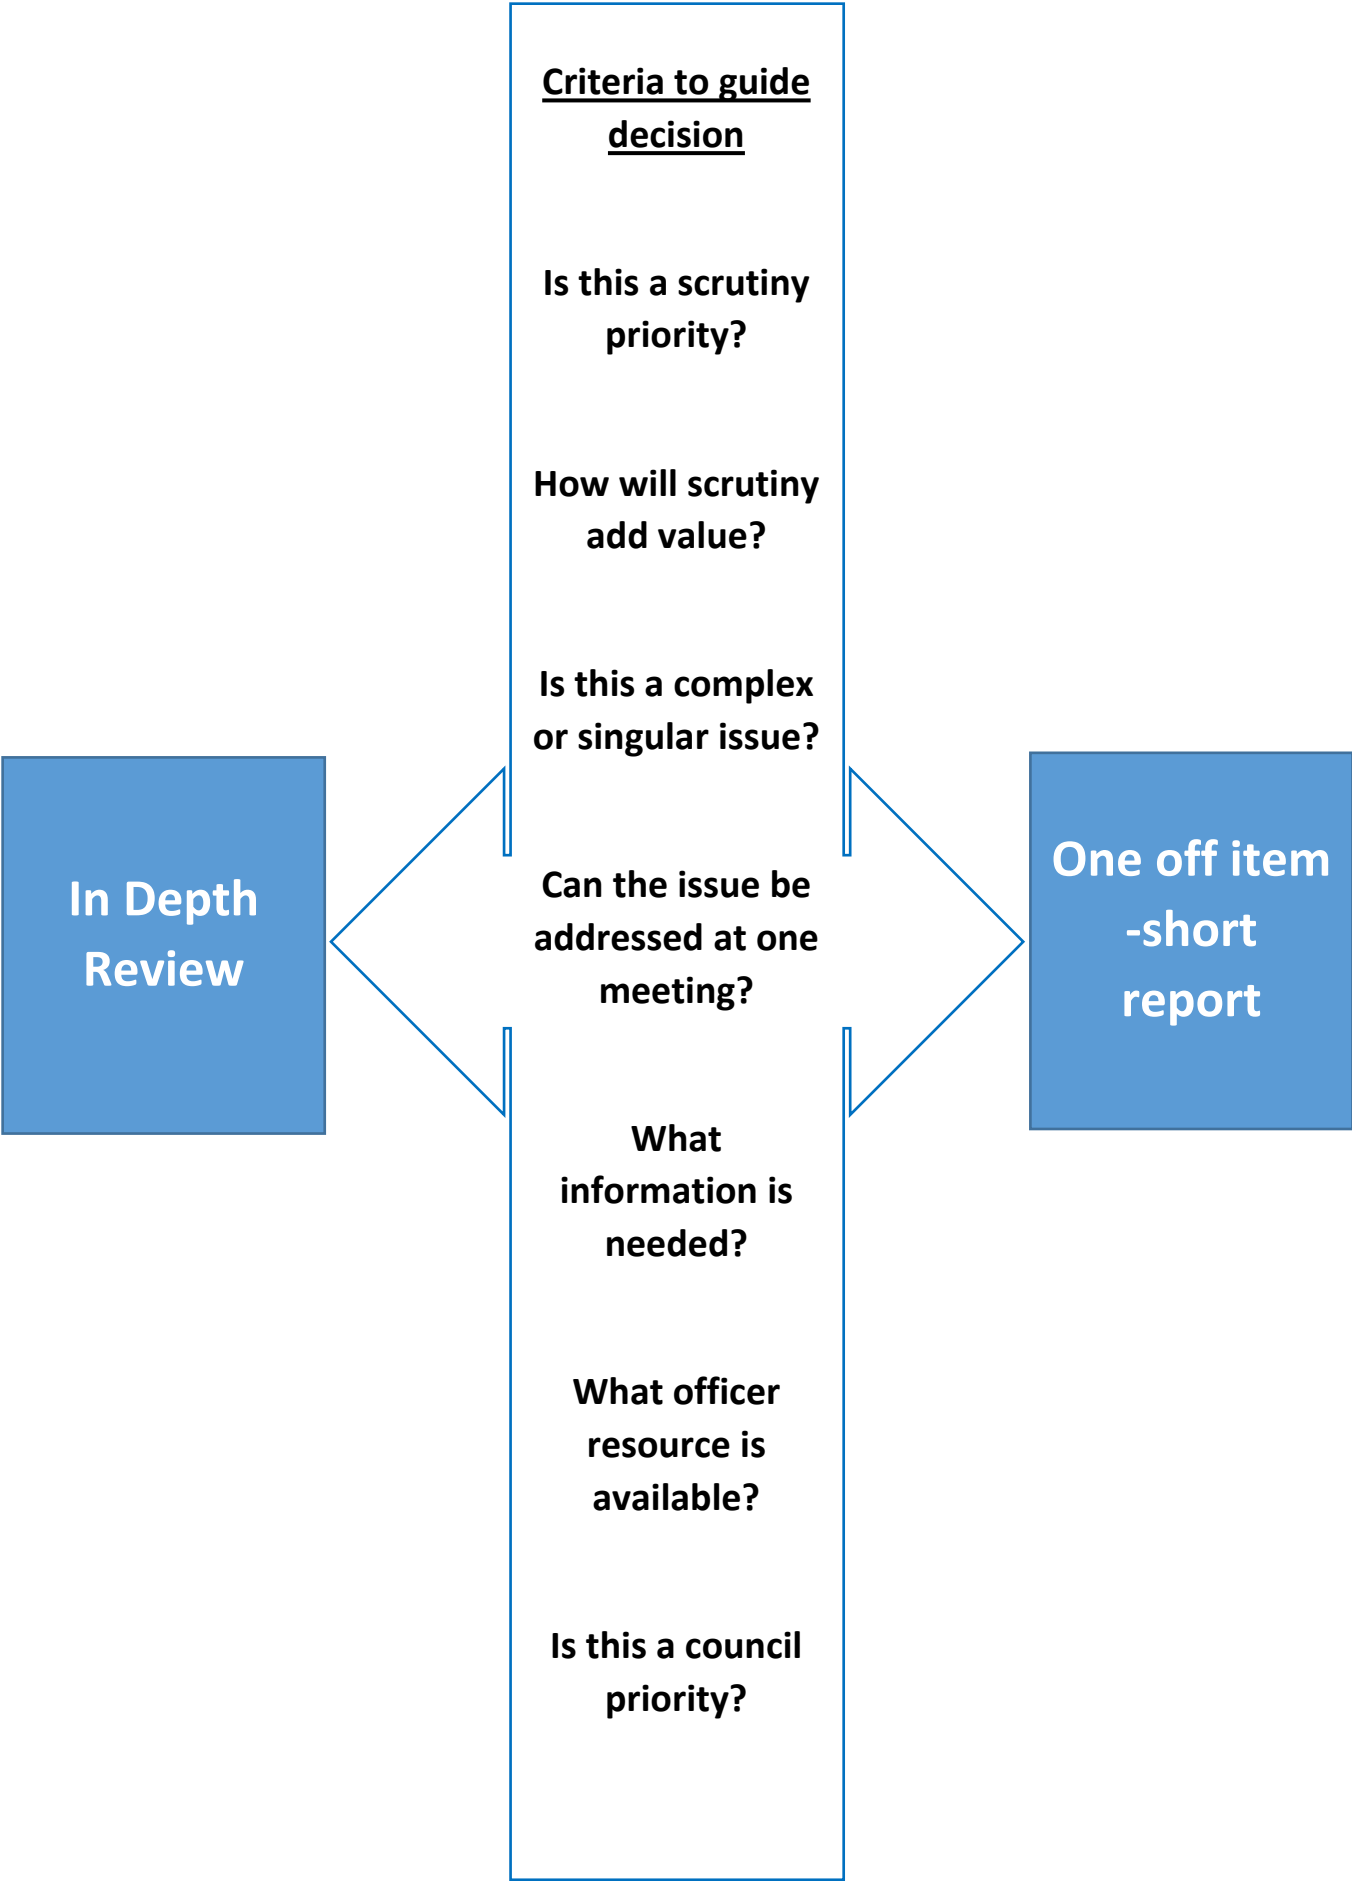 Criteria to guide
decision
Is this a scrutiny
priority?
How will scrutiny
add value?
Is this a complex
or singular issue?
In Depth
Review
Can the issue be
addressed at one
meeting?
One off item
-short
report
What
information is
needed?
What officer
resource is
available?
Is this a council
priority?